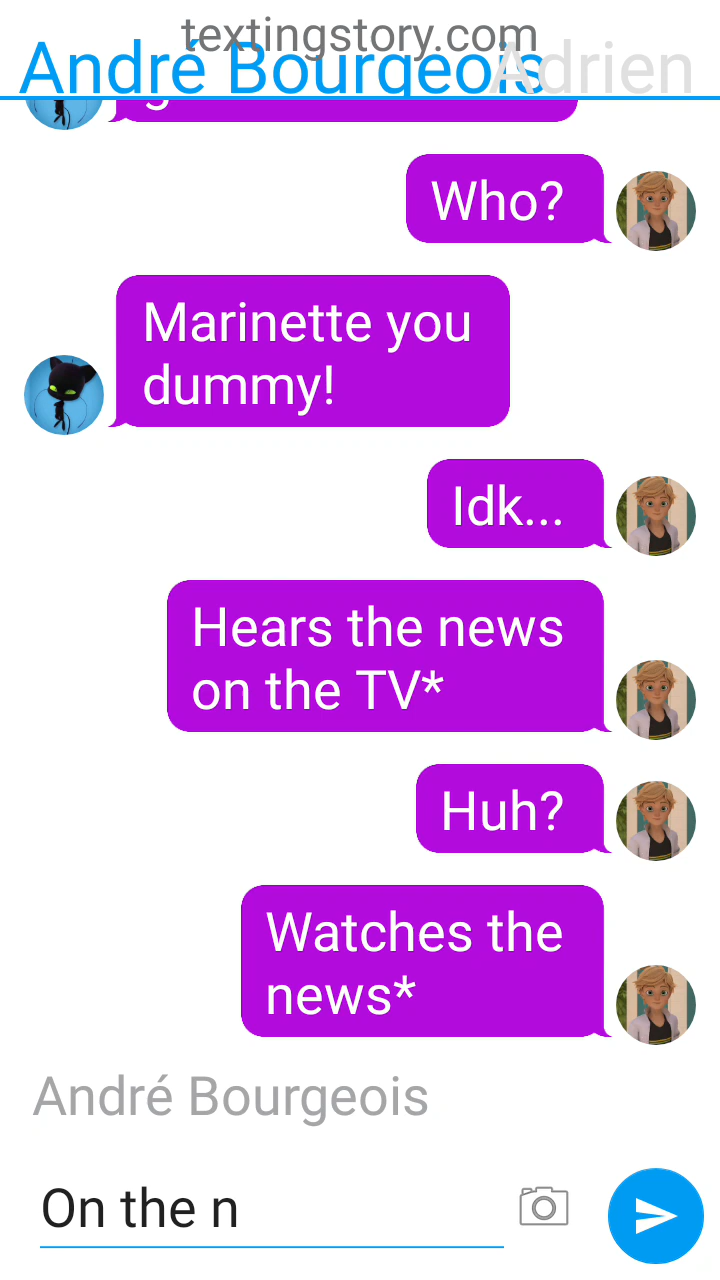 textingstory.com
André Bourgeois Adrien
Who?
Marinette you
dummy!
Idk...
Hears the news
on the TV*
Huh?
Watches the
news*
André Bourgeois
On the n